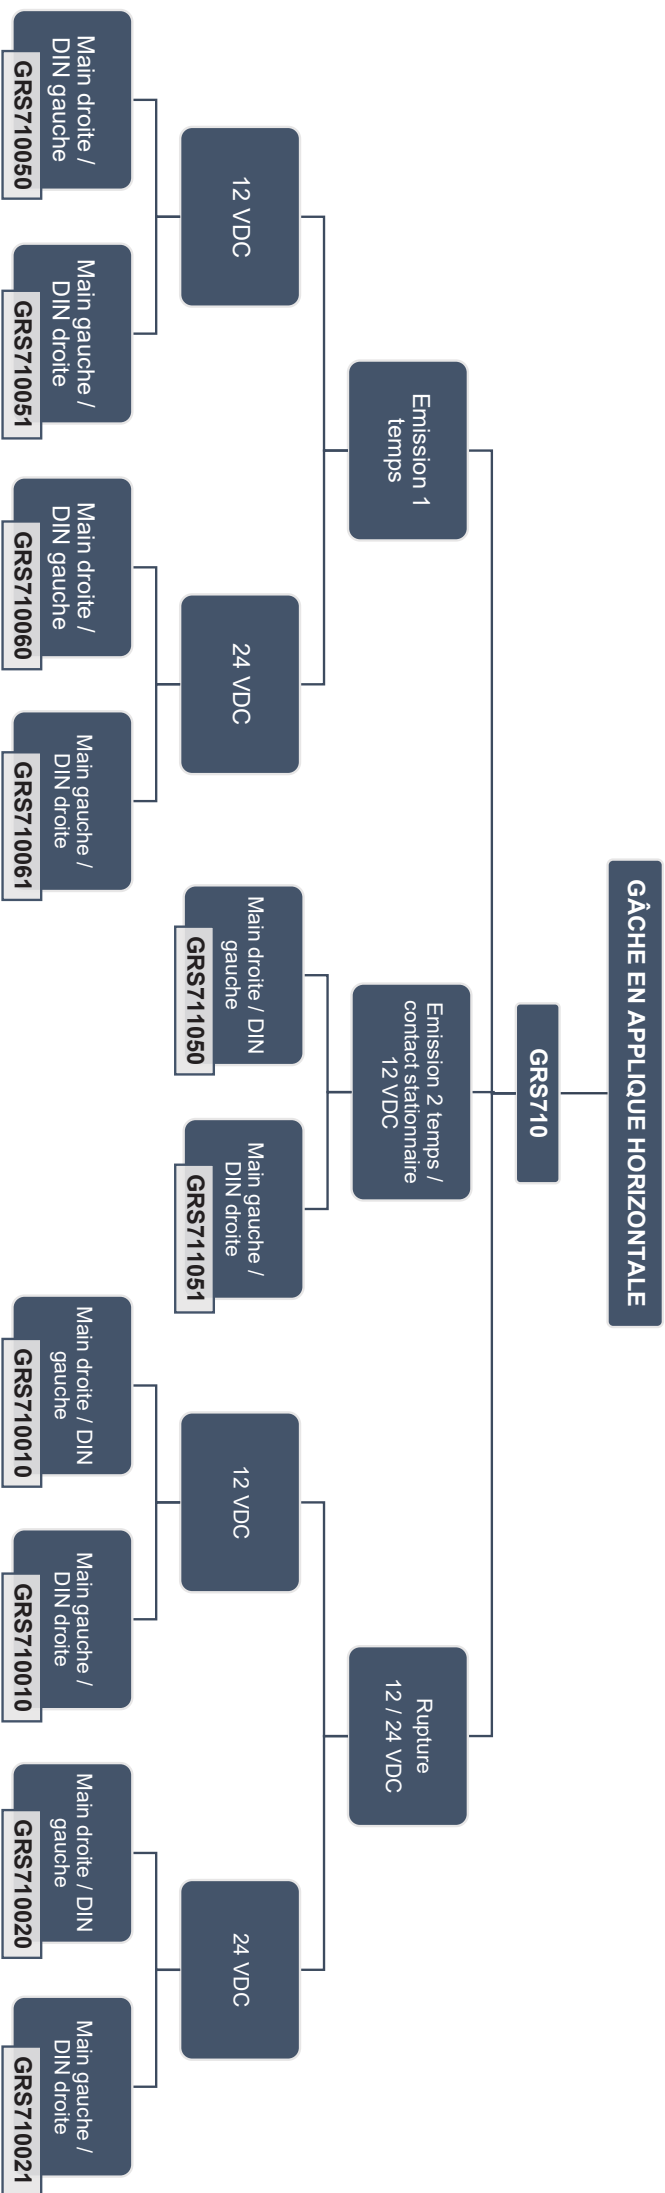 GÂCHE EN APPLIQUE HORIZONTALE
GRS710
Emission 1
temps
12 VDC
Main droite /
DIN gauche
GRS710050
Main gauche /
DIN droite
GRS710051
24 VDC
Main droite /
DIN gauche
GRS710060
Main gauche /
DIN droite
GRS710061
Emission 2 temps /
contact stationnaire
12 VDC
Main droite / DIN
gauche
GRS711050
Main gauche /
DIN droite
GRS711051
Rupture
12 / 24 VDC
12 VDC
Main droite / DIN
gauche
GRS710010
Main gauche /
DIN droite
GRS710010
24 VDC
Main droite / DIN
gauche
GRS710020
Main gauche /
DIN droite
GRS710021